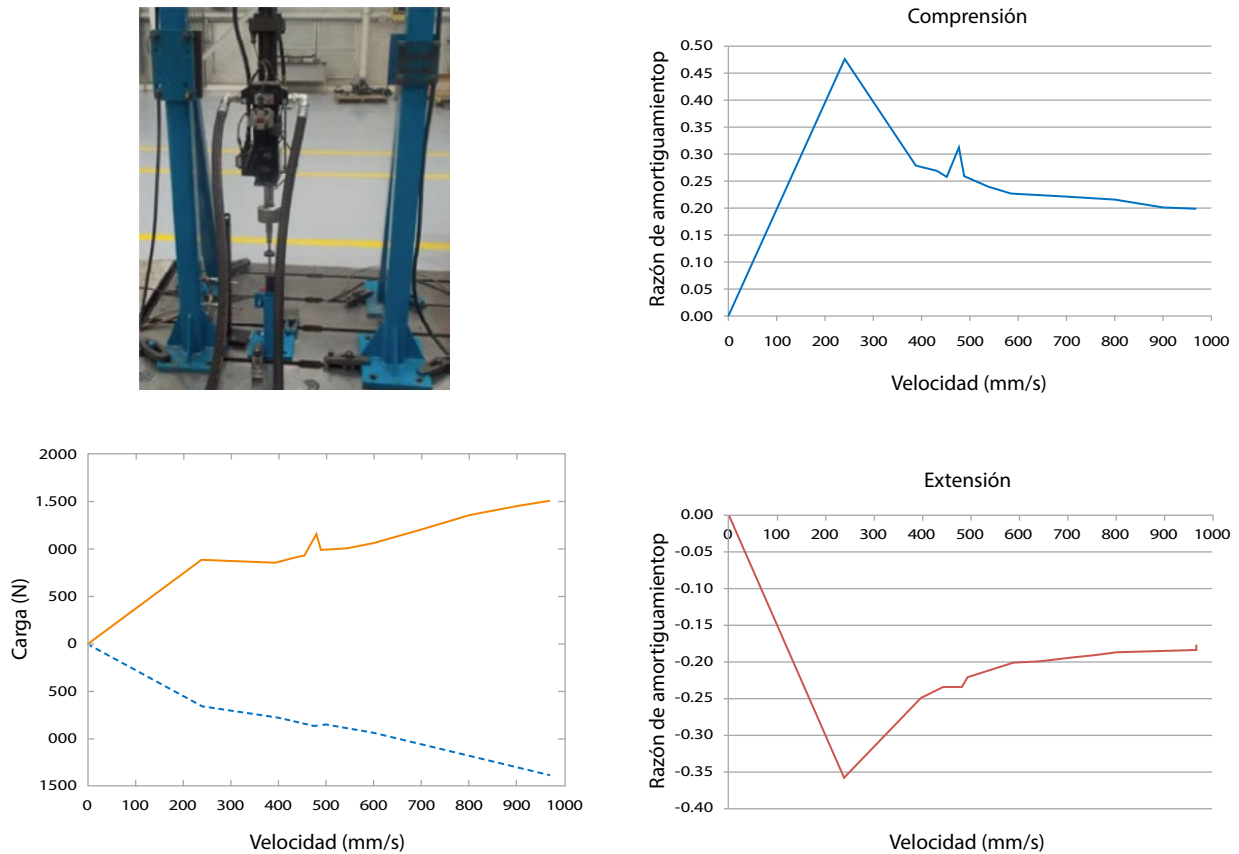 Comprensión
Razón de amortiguamientop
0.50
0.45
0.40
0.35
0.30
0.25
0.20
0.15
0.10
0.05
0.00
0 100 200 300 400 500 600 700 800 900 1000
Velocidad (mm/s)
Carga (N)
2000
1.500
000
500
0
500
000
1500
0 100 200 300 400 500 600 700 800 900 1000
Velocidad (mm/s)
Extensión
Razón de amortiguamientop
0.00
-0.05
-0.10
-0.15
-0.20
-0.25
-0.30
-0.35
-0.40
0 100 200 300 400 500 600 700 800 900 1000
Velocidad (mm/s)